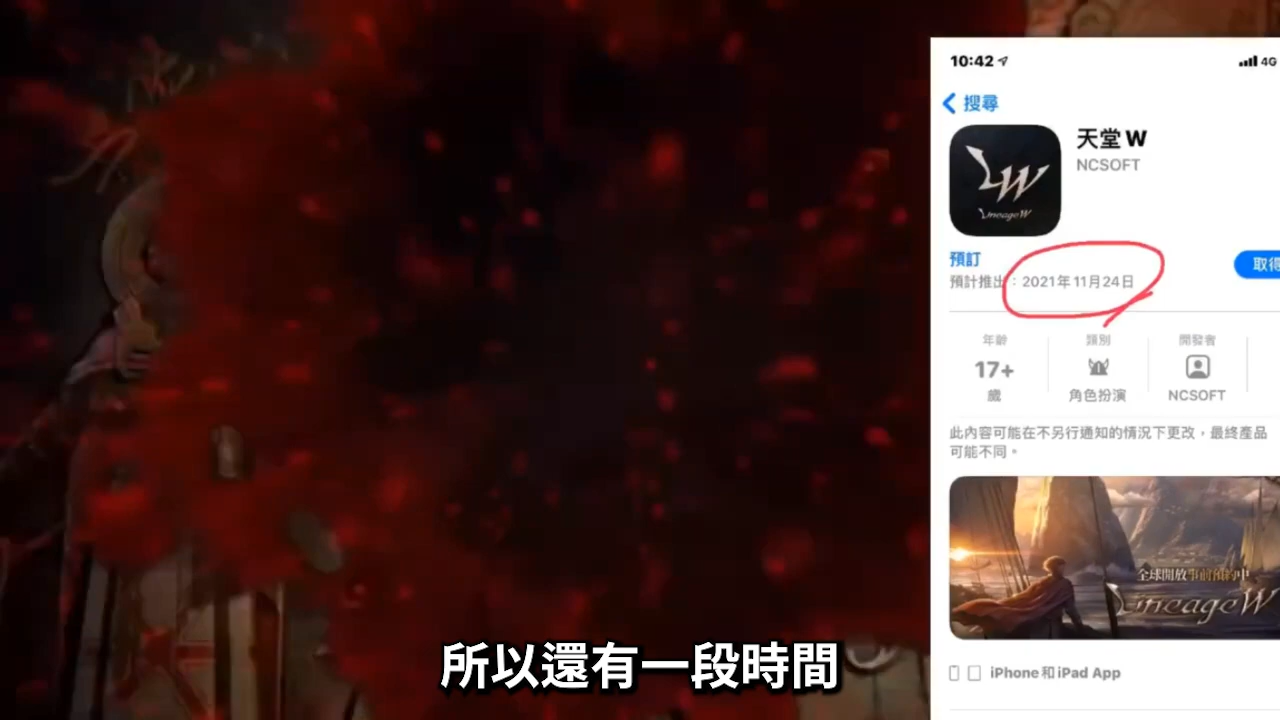 10:42
4G
搜尋
天堂W
NCSOFT
LW
LineageW
預訂
預計推出：2021年11月24日
取得
年齡
類別
開發者
17+
歲
角色扮演
NCSOFT
此內容可能在不另行通知的情況下更改，最終產品
可能不同。
全球開放事前預約中
LineageW
iPhone和iPad App
所以還有一段時間